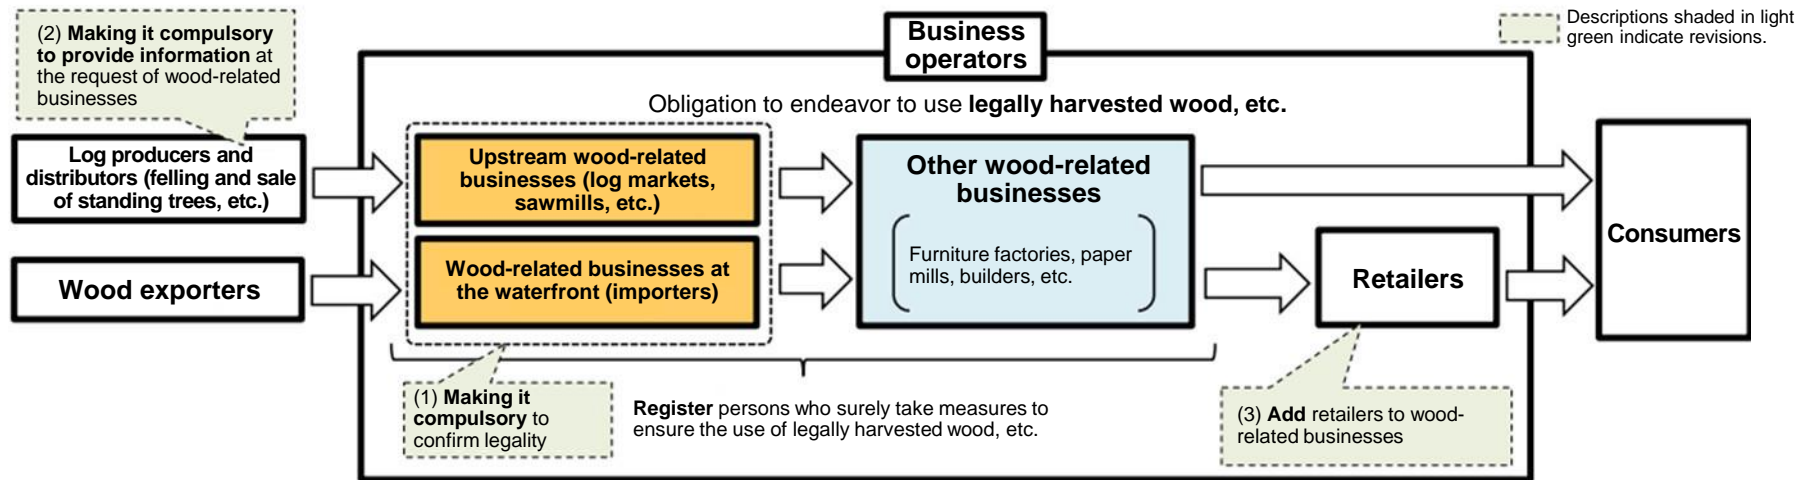 (2) Making it compulsory
to provide information at
the request of wood-related
businesses
Business
operators
Descriptions shaded in light
green indicate revisions.
Obligation to endeavor to use legally harvested wood, etc.
Log producers and
distributors (felling and sale
of standing trees, etc.)
Upstream wood-related
businesses (log markets,
sawmills, etc.)
Other wood-related
businesses
Furniture factories, paper
mills, builders, etc.
Wood exporters
Wood-related businesses at
the waterfront (importers)
Retailers
Consumers
(1) Making it
compulsory to
confirm legality
Register persons who surely take measures to
ensure the use of legally harvested wood, etc.
(3) Add retailers to wood-
related businesses